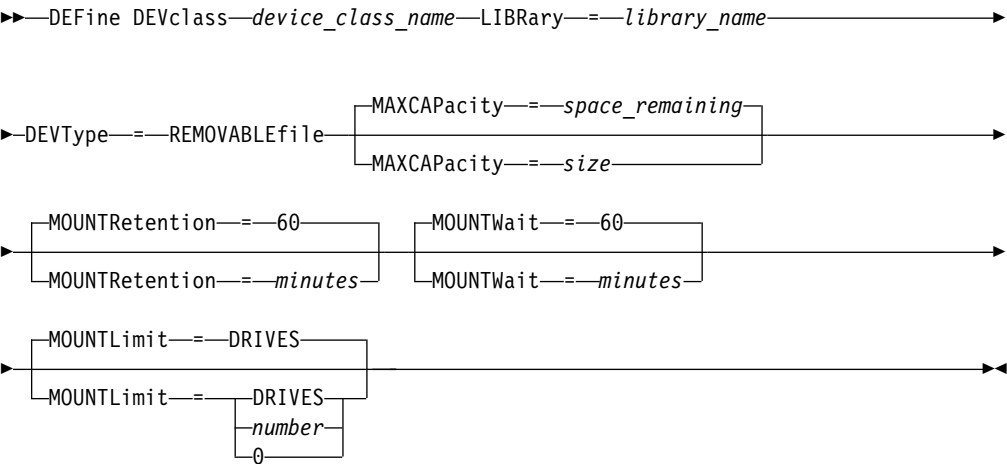 DEFine DEVclass device_class_name LIBRary = library_name
MAXCAPacity = space_remaining
DEVType = REMOVABLEfile
MAXCAPacity = size
MOUNTRetention = 60 MOUNTWait = 60
MOUNTRetention = minutes MOUNTWait = minutes
MOUNTLimit = DRIVES
MOUNTLimit = DRIVES
number
0